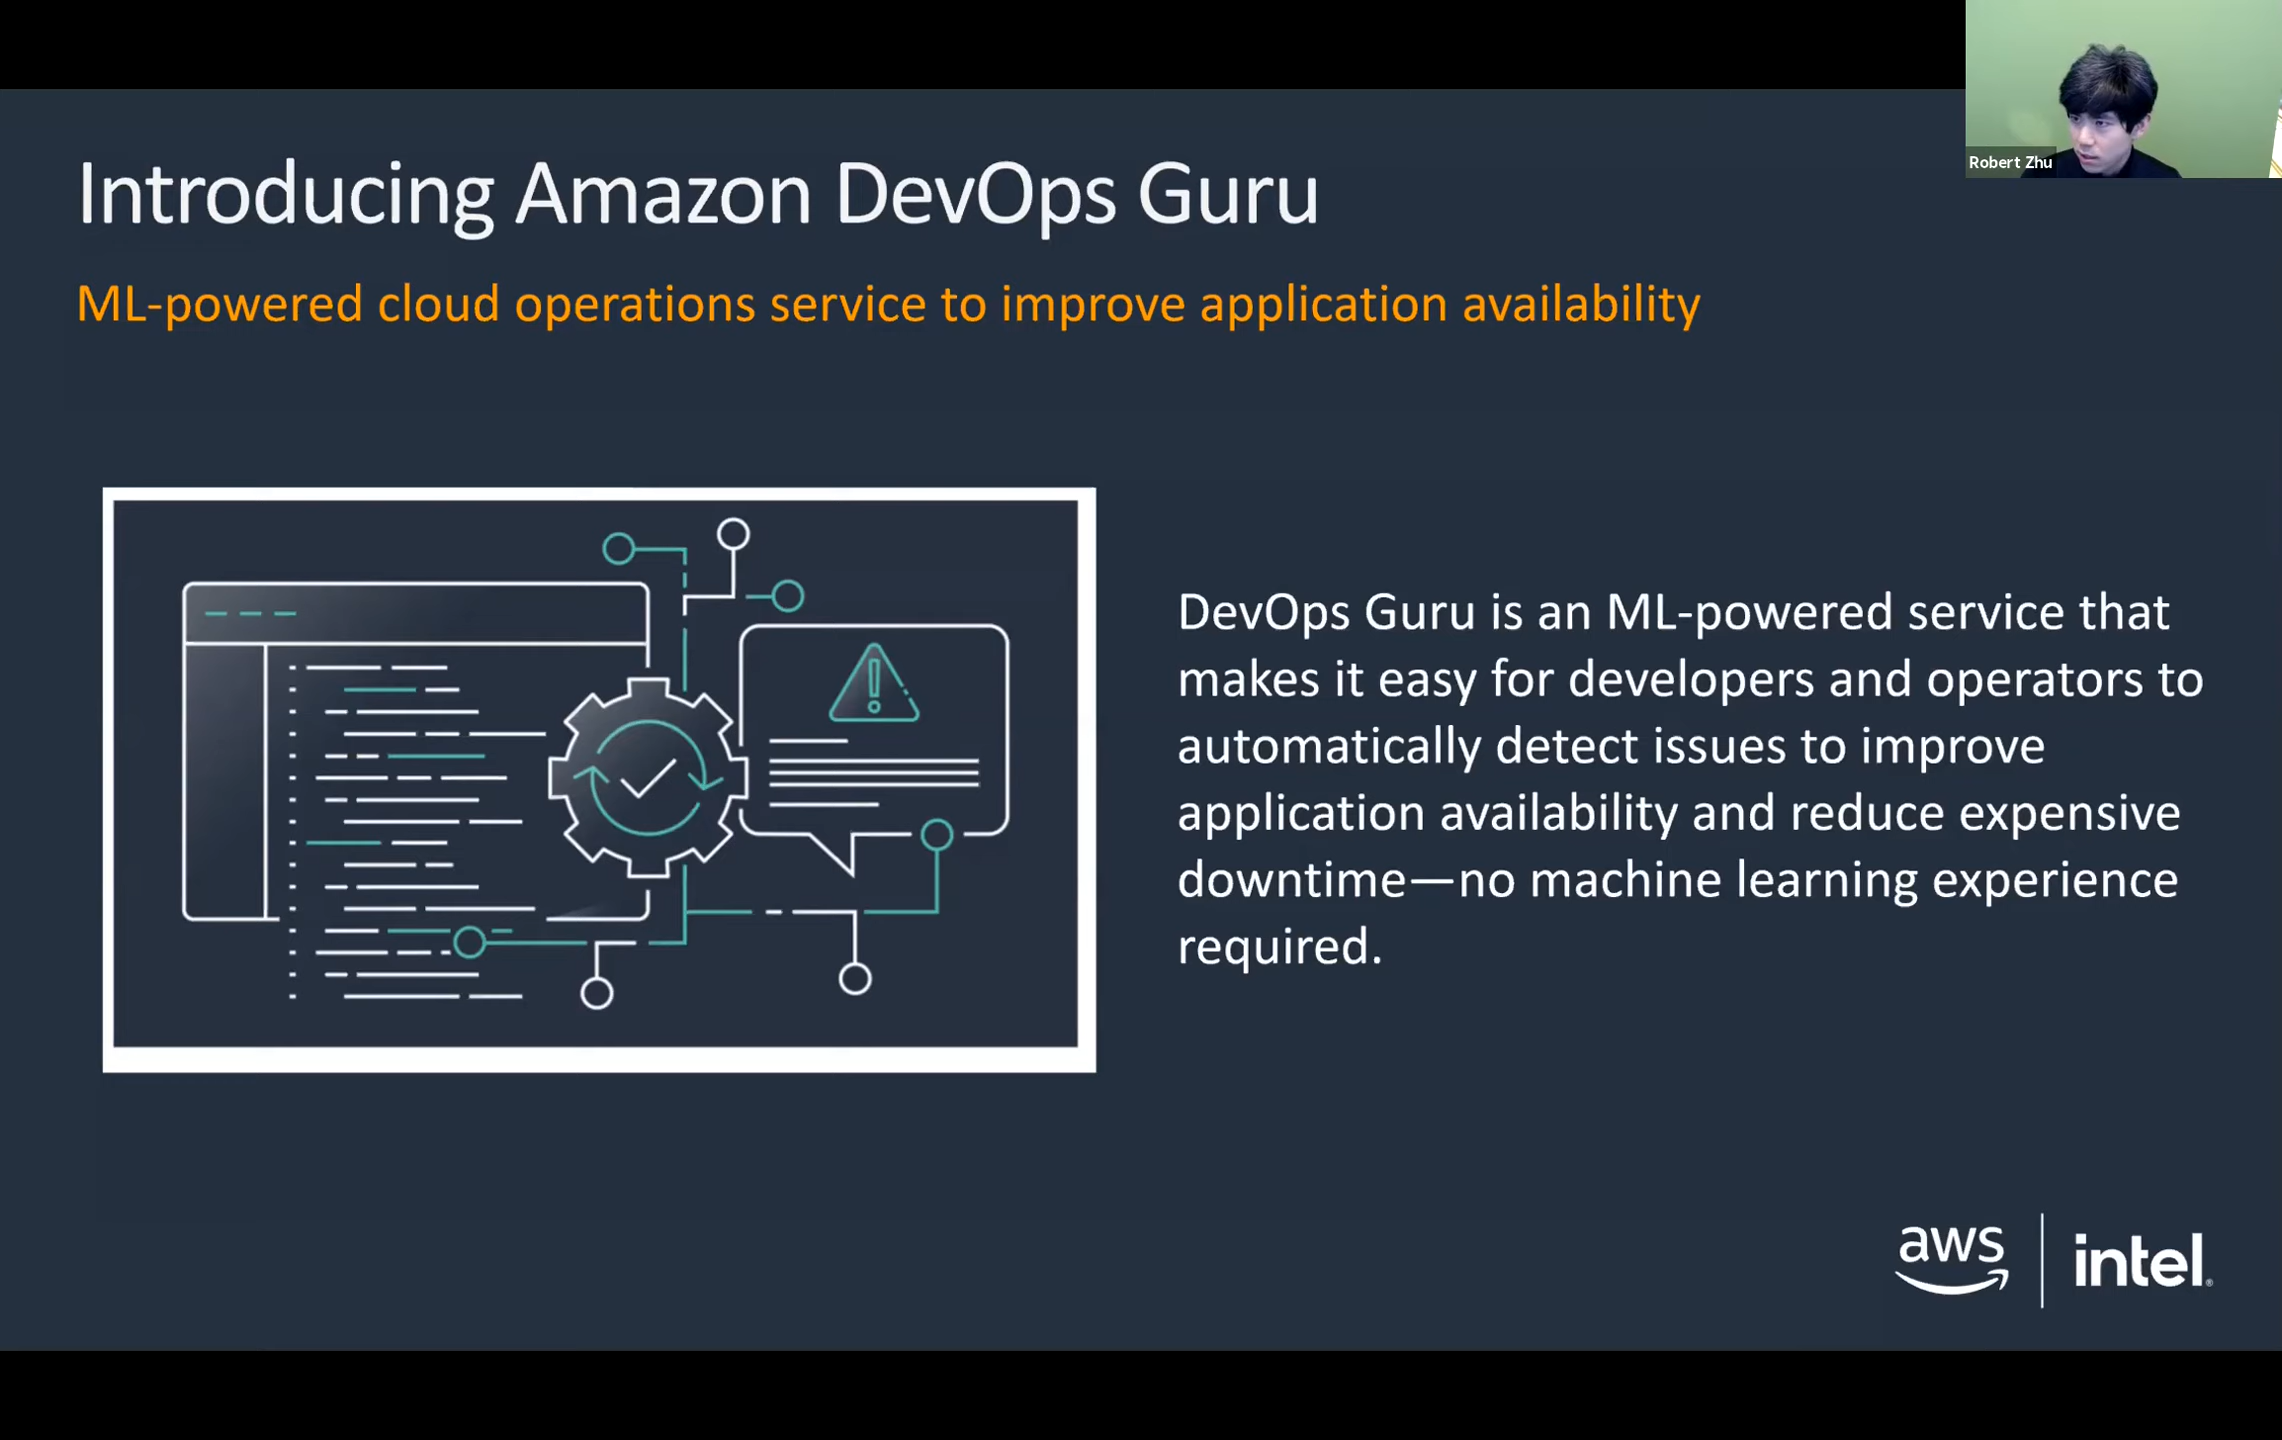 Robert Zhu
Introducing Amazon DevOps Guru
ML-powered cloud operations service to improve application availability
DevOps Guru is an ML-powered service that
makes it easy for developers and operators to
automatically detect issues to improve
application availability and reduce expensive
downtime—no machine learning experience
required.
aws
intel®